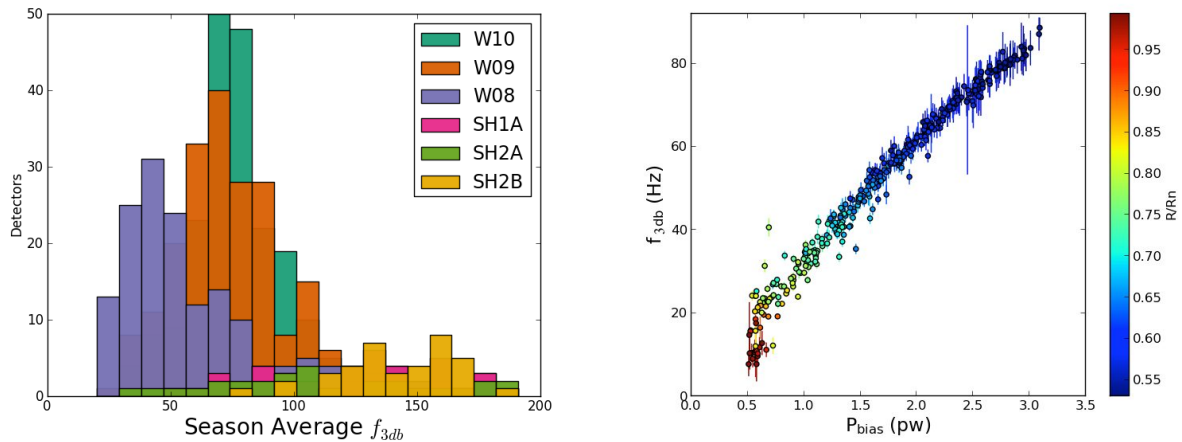 50
40
30
20
10
0
Detectors
W10
W09
W08
SH1A
SH2A
SH2B
0 50 100 150 200
Season Average f3db
80
60
40
20
0
f 3db (Hz)
0.0 0.5 1.0 1.5 2.0 2.5 3.0 3.5
Pbias (pw)
0.95
0.90
0.85
0.80
0.75
0.70
0.65
0.60
0.55
R/Rn